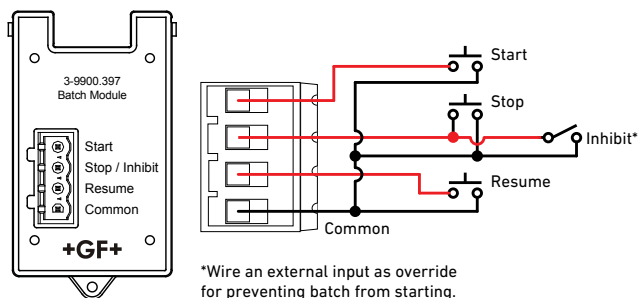 3-9900.397
Batch Module
Start
Stop / Inhibit
Resume
Common
+GF+
Start
Stop
Inhibit*
Resume
Common
*Wire an external input as override
for preventing batch from starting.